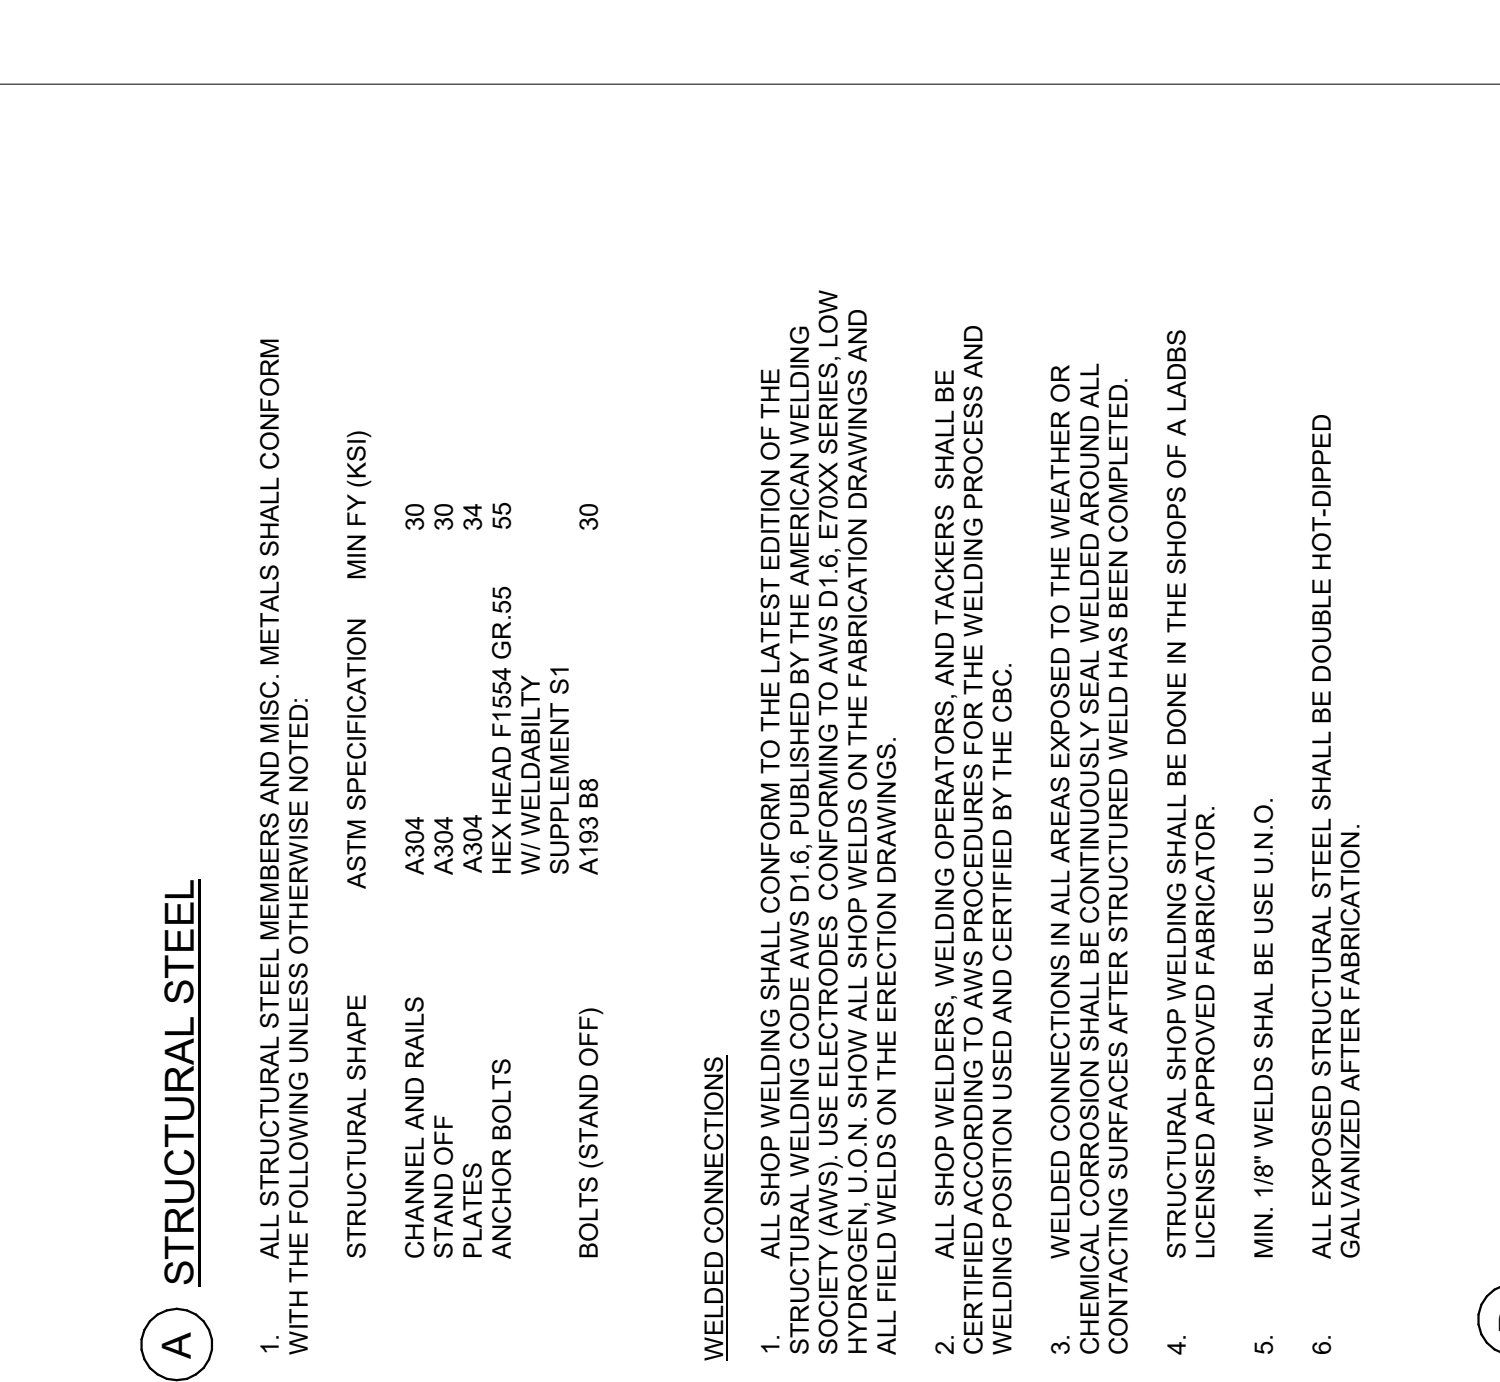 A STRUCTURAL STEEL
1. ALL STRUCTURAL STEEL MEMBERS AND MISC. METALS SHALL CONFORM
WITH THE FOLLOWING UNLESS OTHERWISE NOTED:
STRUCTURAL SHAPE ASTM SPECIFICATION MIN FY (KSI)
CHANNEL AND RAILS A304 30
STAND OFF A304 30
PLATES A304 34
ANCHOR BOLTS HEX HEAD F1554 GR.55 55
W/ WELDABILTY
SUPPLEMENT S1
BOLTS (STAND OFF) A193 B8 30
WELDED CONNECTIONS
1. ALL SHOP WELDING SHALL CONFORM TO THE LATEST EDITION OF THE
STRUCTURAL WELDING CODE AWS D1.6, PUBLISHED BY THE AMERICAN WELDING
SOCIETY (AWS). USE ELECTRODES CONFORMING TO AWS D1.6, E70XX SERIES, LOW
HYDROGEN, U.O.N. SHOW ALL SHOP WELDS ON THE FABRICATION DRAWINGS AND
ALL FIELD WELDS ON THE ERECTION DRAWINGS.
2. ALL SHOP WELDERS, WELDING OPERATORS, AND TACKERS SHALL BE
CERTIFIED ACCORDING TO AWS PROCEDURES FOR THE WELDING PROCESS AND
WELDING POSITION USED AND CERTIFIED BY THE CBC.
3. WELDED CONNECTIONS IN ALL AREAS EXPOSED TO THE WEATHER OR
CHEMICAL CORROSION SHALL BE CONTINUOUSLY SEAL WELDED AROUND ALL
CONTACTING SURFACES AFTER STRUCTURED WELD HAS BEEN COMPLETED.
4. STRUCTURAL SHOP WELDING SHALL BE DONE IN THE SHOPS OF A LADBS
LICENSED APPROVED FABRICATOR.
5. MIN. 1/8" WELDS SHAL BE USE U.N.O.
6. ALL EXPOSED STRUCTURAL STEEL SHALL BE DOUBLE HOT-DIPPED
GALVANIZED AFTER FABRICATION.